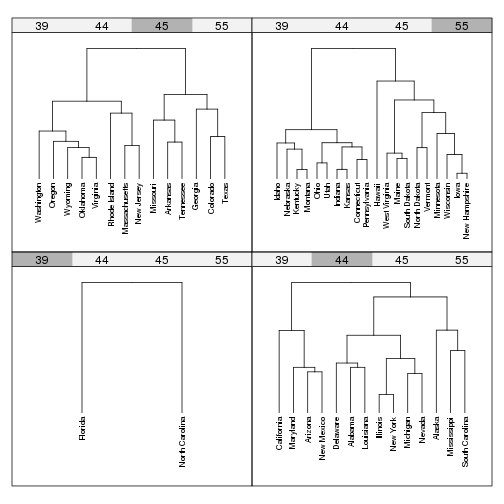 39 44 45 55
39 44 45 55
Washington
Oregon
Wyoming
Oklahoma
Virginia
Rhode Island
Massachusetts
New Jersey
Missouri
Arkansas
Tennessee
Georgia
Colorado
Texas
Idaho
Nebraska
Kentucky
Montana
Ohio
Utah
Indiana
Kansas
Connecticut
Pennsylvania
Hawaii
West Virginia
Maine
South Dakota
North Dakota
Vermont
Minnesota
Wisconsin
Iowa
New Hampshire
39 44 45 55
39 44 45 55
Florida
North Carolina
California
Maryland
Arizona
New Mexico
Delaware
Alabama
Louisiana
Illinois
New York
Michigan
Nevada
Alaska
Mississippi
South Carolina